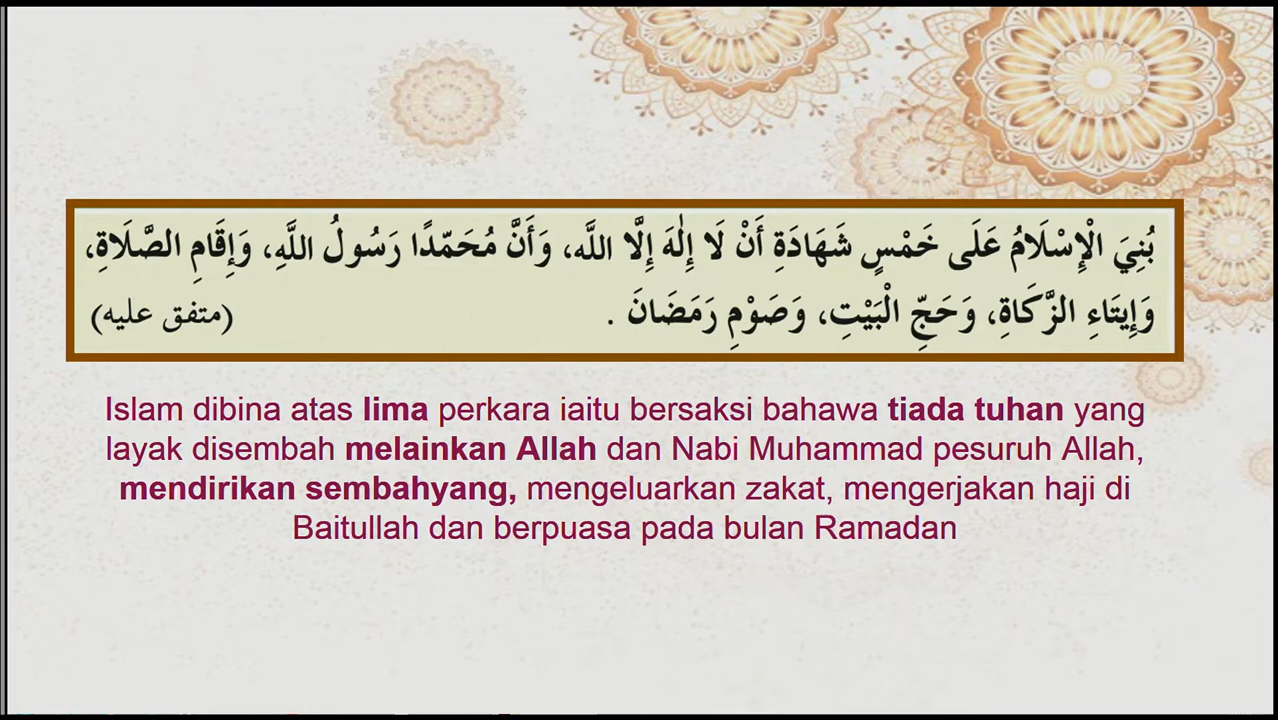 بُنِيَ الْإِسْلَامُ عَلَى خَمْسٍ شَهَادَةِ أَنْ لَا إِلٰهَ إِلَّا اللَّه، وَأَنَّ مُحَمَّدًا رَسُولُ اللَّهِ، وَإِقَامِ الصَّلَاةِ،
وَإِيتَاءِ الزَّكَاةِ، وَحَجِّ الْبَيْتِ، وَصَوْمِ رَمَضَانَ . (متفق عليه)
Islam dibina atas lima perkara iaitu bersaksi bahawa tiada tuhan yang
layak disembah melainkan Allah dan Nabi Muhammad pesuruh Allah,
mendirikan sembahyang, mengeluarkan zakat, mengerjakan haji di
Baitullah dan berpuasa pada bulan Ramadan